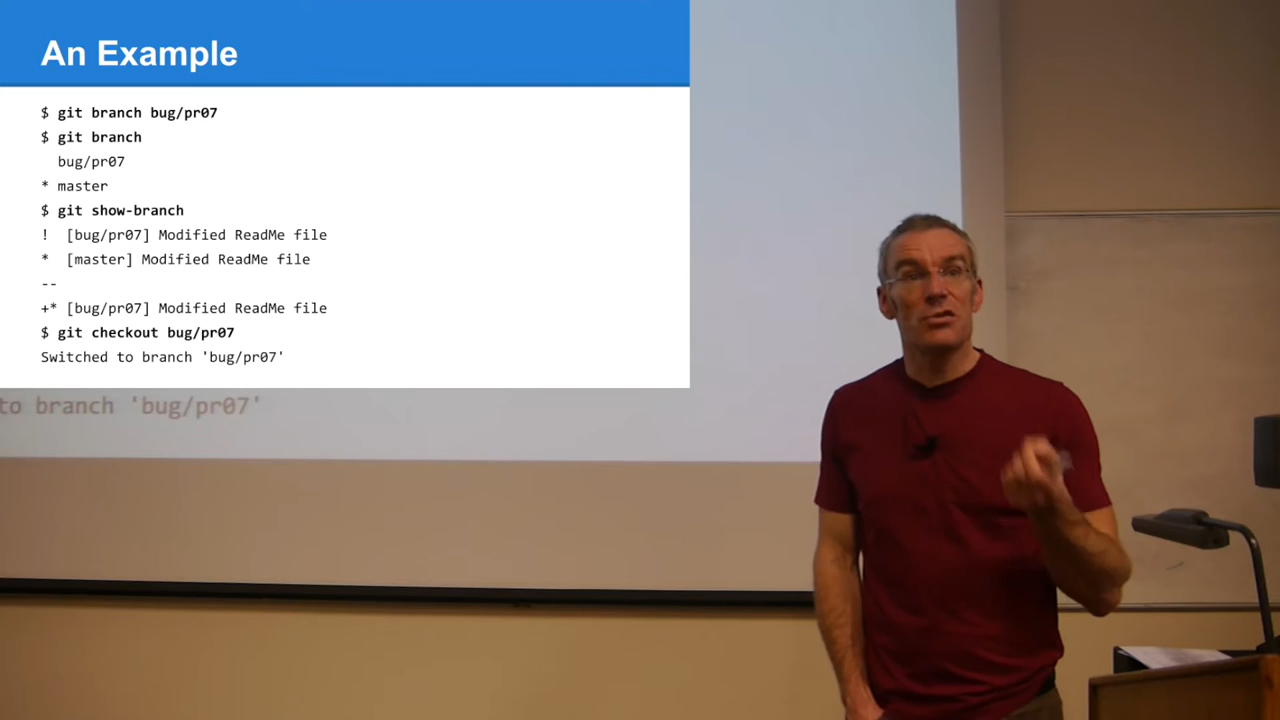 An Example
$ git branch bug/pr07
$ git branch
bug/pr07
* master
$ git show-branch
! [bug/pr07] Modified ReadMe file
* [master] Modified ReadMe file
--
+* [bug/pr07] Modified ReadMe file
$ git checkout bug/pr07
Switched to branch 'bug/pr07'
to branch 'bug/pr07'